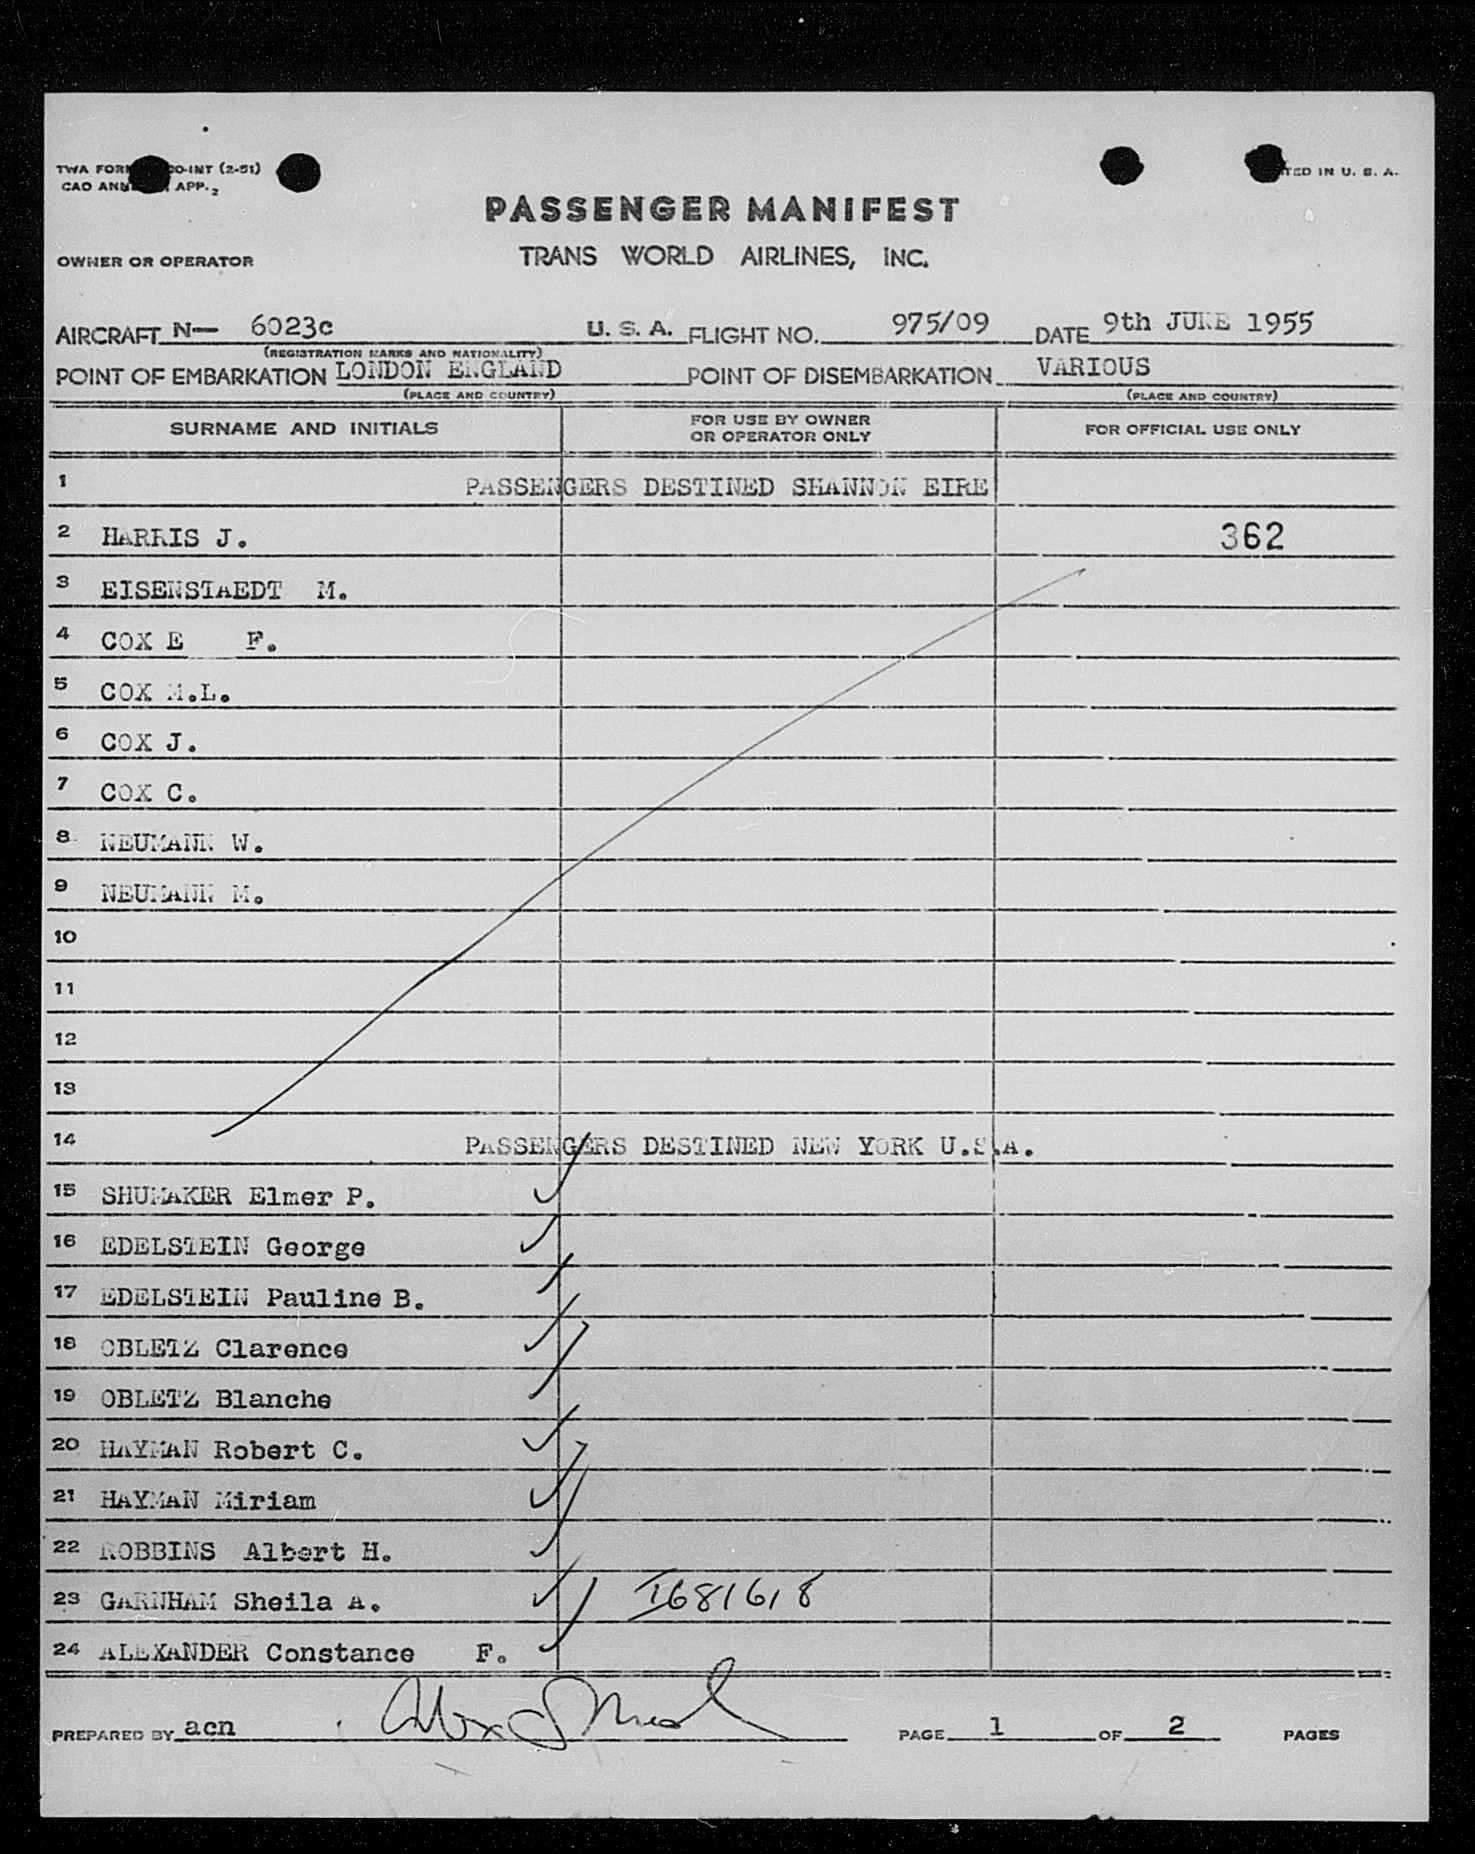 TWA FORM CO-INT (2-51)
CAO ANNEX APP. 2
TED IN U. S. A.
PASSENGER MANIFEST
OWNER OR OPERATOR
TRANS WORLD AIRLINES, INC.
AIRCRAFT N— 6023c U. S. A. FLIGHT NO. 975/09 DATE 9th JUNE 1955
(REGISTRATION MARKS AND NATIONALITY)
POINT OF EMBARKATION LONDON ENGLAND POINT OF DISEMBARKATION VARIOUS
(PLACE AND COUNTRY) (PLACE AND COUNTRY)
SURNAME AND INITIALS FOR USE BY OWNER OR OPERATOR ONLY FOR OFFICIAL USE ONLY
1 PASSENGERS DESTINED SHANNON EIRE
2 HARRIS J. 362
3 EISENSTAEDT M.
4 COX E F.
5 COX M.L.
6 COX J.
7 COX C.
8 NEUMANN W.
9 NEUMANN M.
10
11
12
13
14 PASSENGERS DESTINED NEW YORK U.S.A.
15 SHUMAKER Elmer P.
16 EDELSTEIN George
17 EDELSTEIN Pauline B.
18 OBLETZ Clarence
19 OBLETZ Blanche
20 HAYMAN Robert C.
21 HAYMAN Miriam
22 ROBBINS Albert H.
23 GARNHAM Sheila A. I681618
24 ALEXANDER Constance F.
PREPARED BY acn PAGE 1 OF 2 PAGES